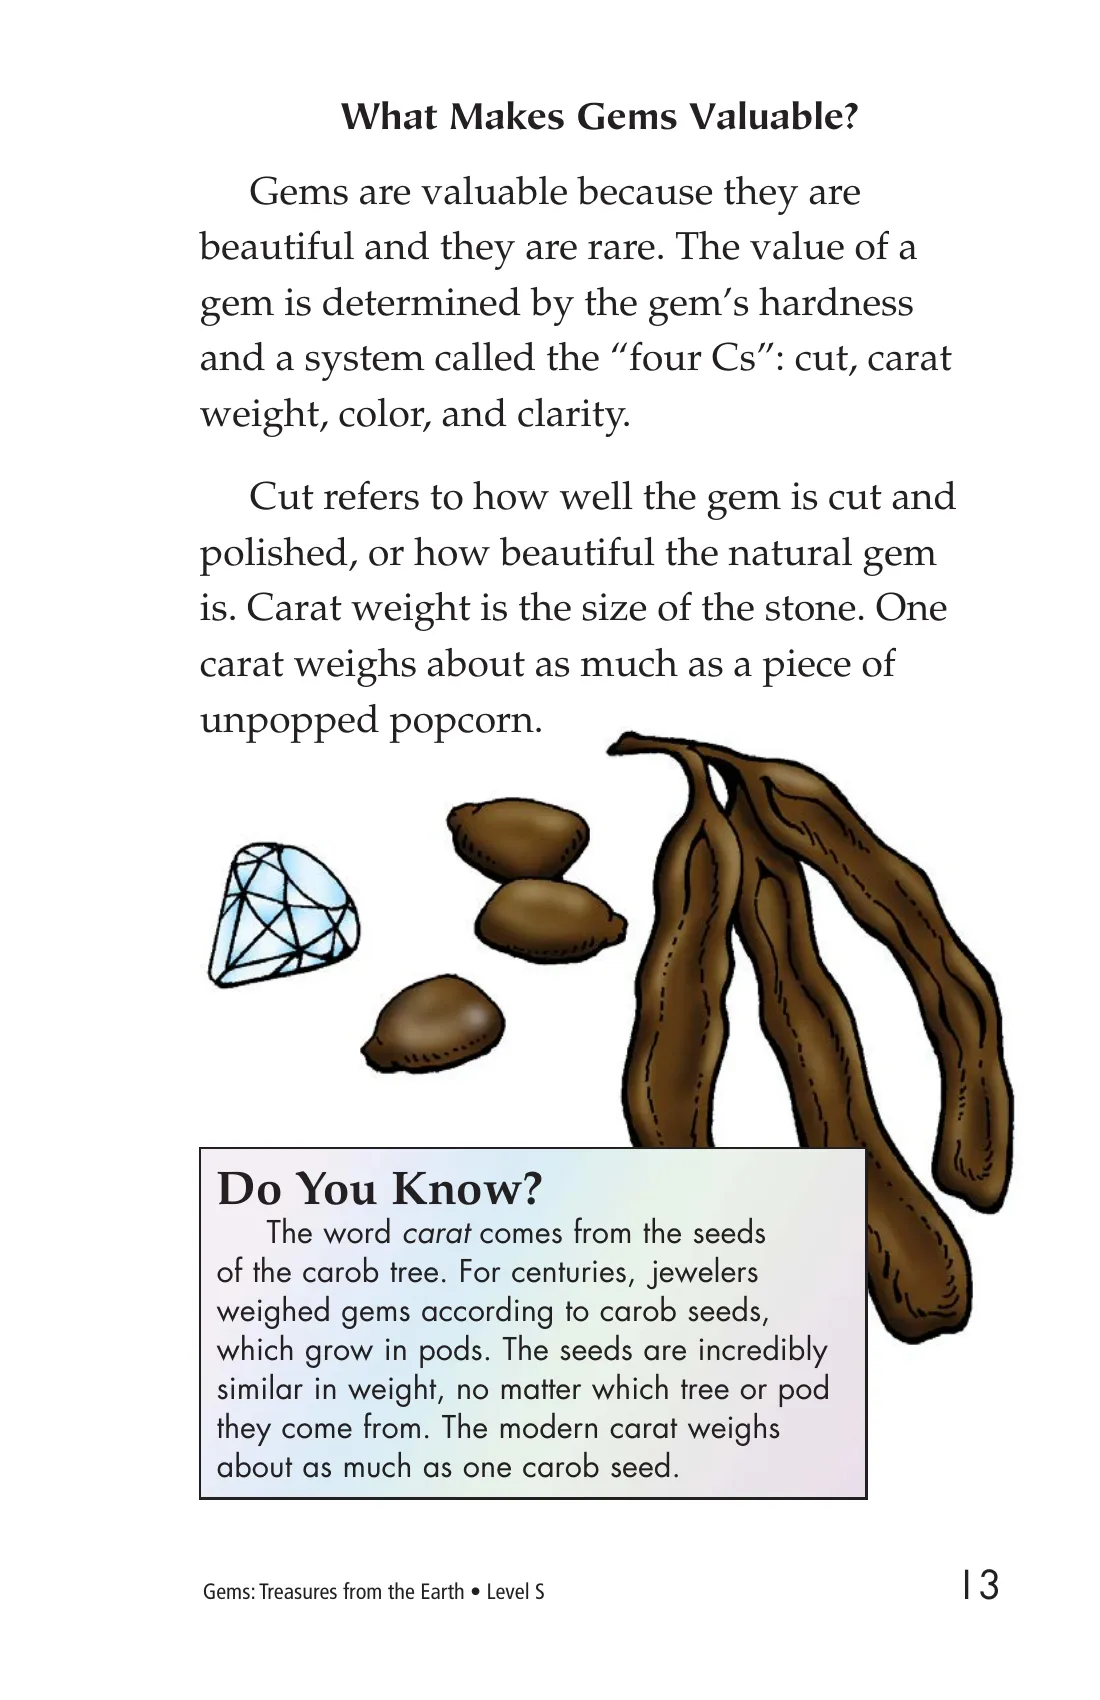 What Makes Gems Valuable?
Gems are valuable because they are
beautiful and they are rare. The value of a
gem is determined by the gem’s hardness
and a system called the “four Cs”: cut, carat
weight, color, and clarity.
Cut refers to how well the gem is cut and
polished, or how beautiful the natural gem
is. Carat weight is the size of the stone. One
carat weighs about as much as a piece of
unpopped popcorn.
Do You Know?
The word carat comes from the seeds
of the carob tree. For centuries, jewelers
weighed gems according to carob seeds,
which grow in pods. The seeds are incredibly
similar in weight, no matter which tree or pod
they come from. The modern carat weighs
about as much as one carob seed.
Gems: Treasures from the Earth • Level S
13